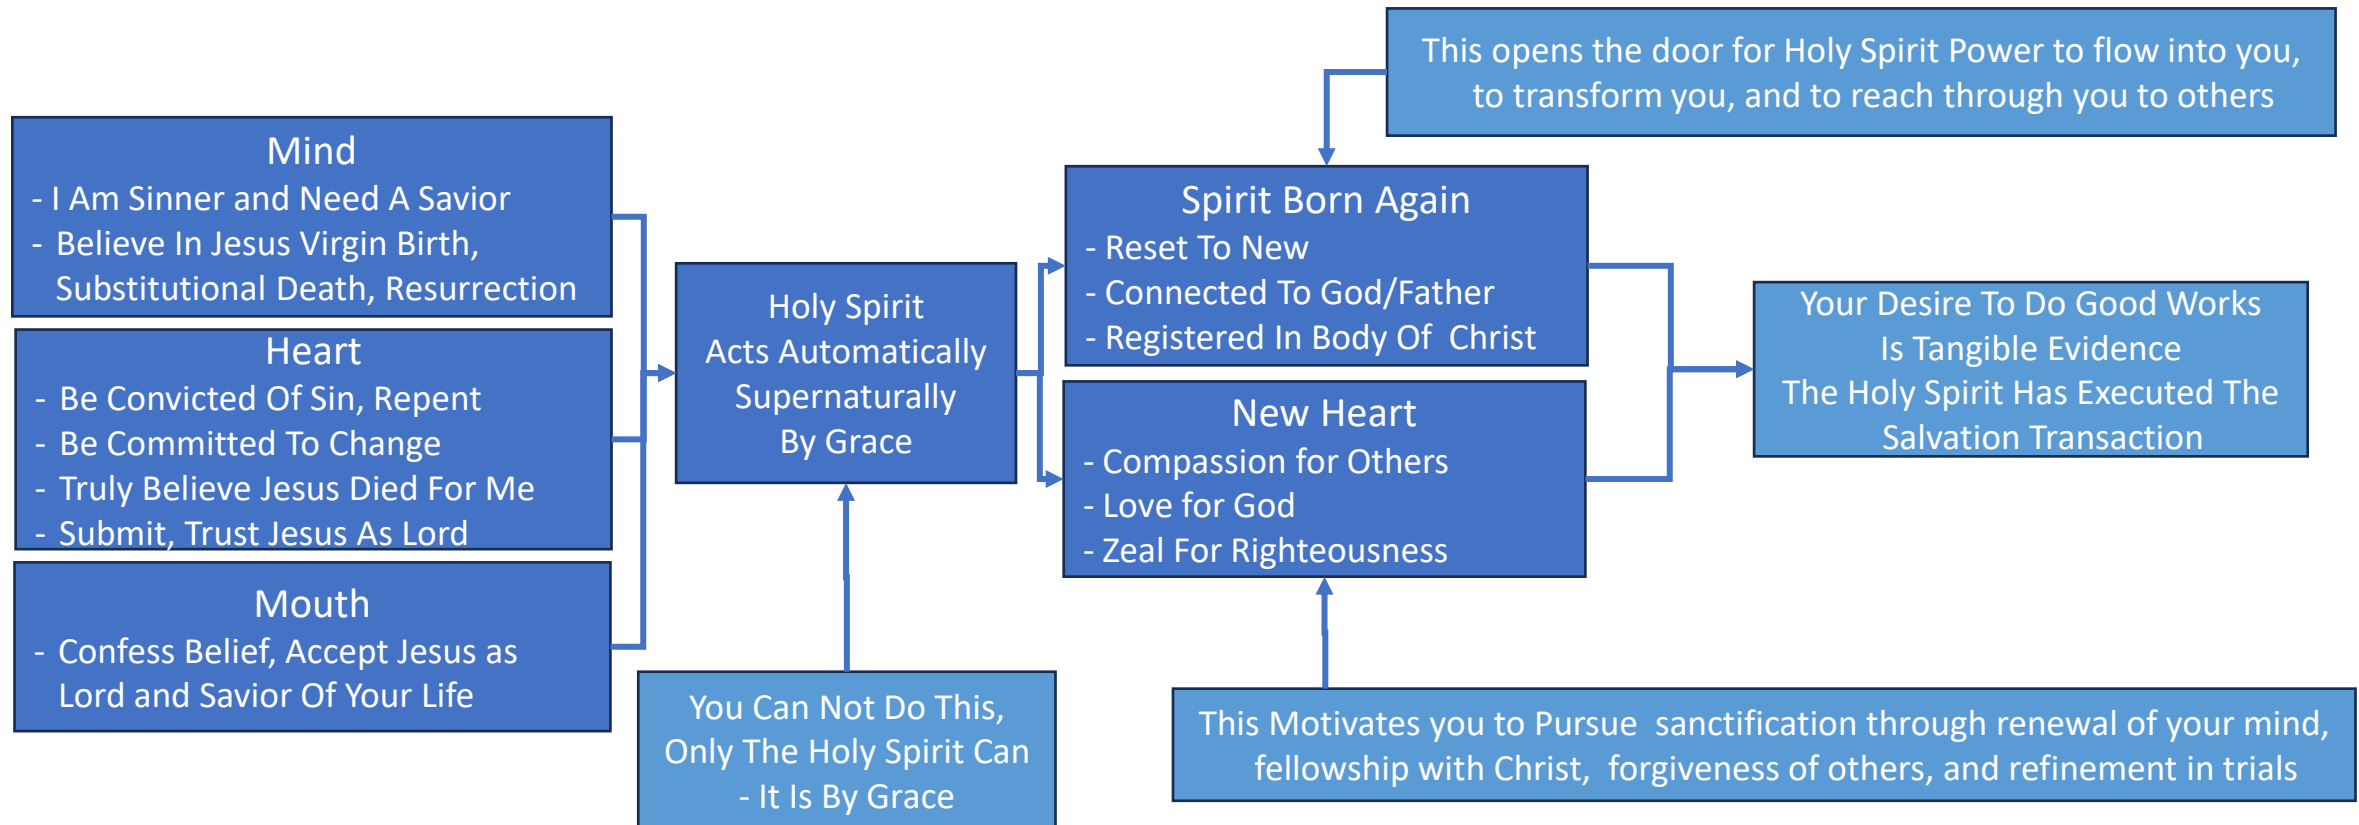 Mind
- I Am Sinner and Need A Savior
- Believe In Jesus Virgin Birth,
Substitutional Death, Resurrection
Heart
- Be Convicted Of Sin, Repent
- Be Committed To Change
- Truly Believe Jesus Died For Me
- Submit, Trust Jesus As Lord
Mouth
- Confess Belief, Accept Jesus as
Lord and Savior Of Your Life
Holy Spirit
Acts Automatically
Supernaturally
By Grace
You Can Not Do This,
Only The Holy Spirit Can
- It Is By Grace
This opens the door for Holy Spirit Power to flow into you,
to transform you, and to reach through you to others
Spirit Born Again
- Reset To New
- Connected To God/Father
- Registered In Body Of Christ
New Heart
- Compassion for Others
- Love for God
- Zeal For Righteousness
This Motivates you to Pursue sanctification through renewal of your mind,
fellowship with Christ, forgiveness of others, and refinement in trials
Your Desire To Do Good Works
Is Tangible Evidence
The Holy Spirit Has Executed The
Salvation Transaction